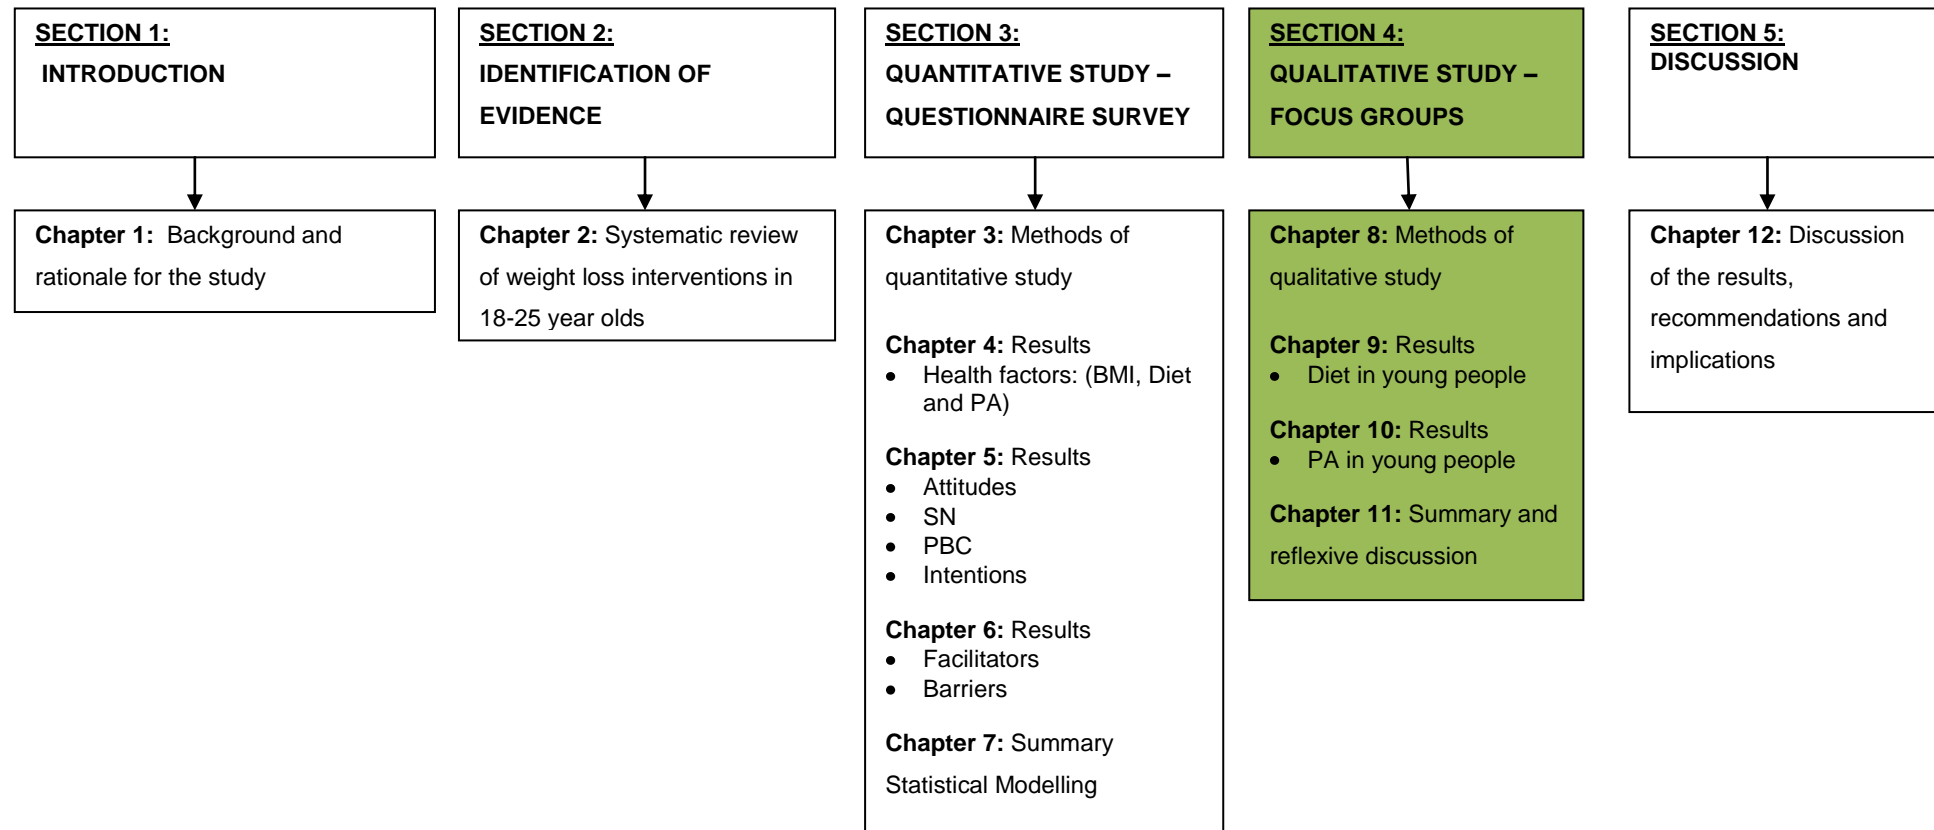 SECTION 1:
INTRODUCTION
Chapter 1: Background and
rationale for the study
SECTION 2:
IDENTIFICATION OF
EVIDENCE
Chapter 2: Systematic review
of weight loss interventions in
18-25 year olds
SECTION 3:
QUANTITATIVE STUDY –
QUESTIONNAIRE SURVEY
Chapter 3: Methods of
quantitative study
Chapter 4: Results
• Health factors: (BMI, Diet
and PA)
Chapter 5: Results
• Attitudes
• SN
• PBC
• Intentions
Chapter 6: Results
• Facilitators
• Barriers
Chapter 7: Summary
Statistical Modelling
SECTION 4:
QUALITATIVE STUDY –
FOCUS GROUPS
Chapter 8: Methods of
qualitative study
Chapter 9: Results
• Diet in young people
Chapter 10: Results
• PA in young people
Chapter 11: Summary and
reflexive discussion
SECTION 5:
DISCUSSION
Chapter 12: Discussion
of the results,
recommendations and
implications